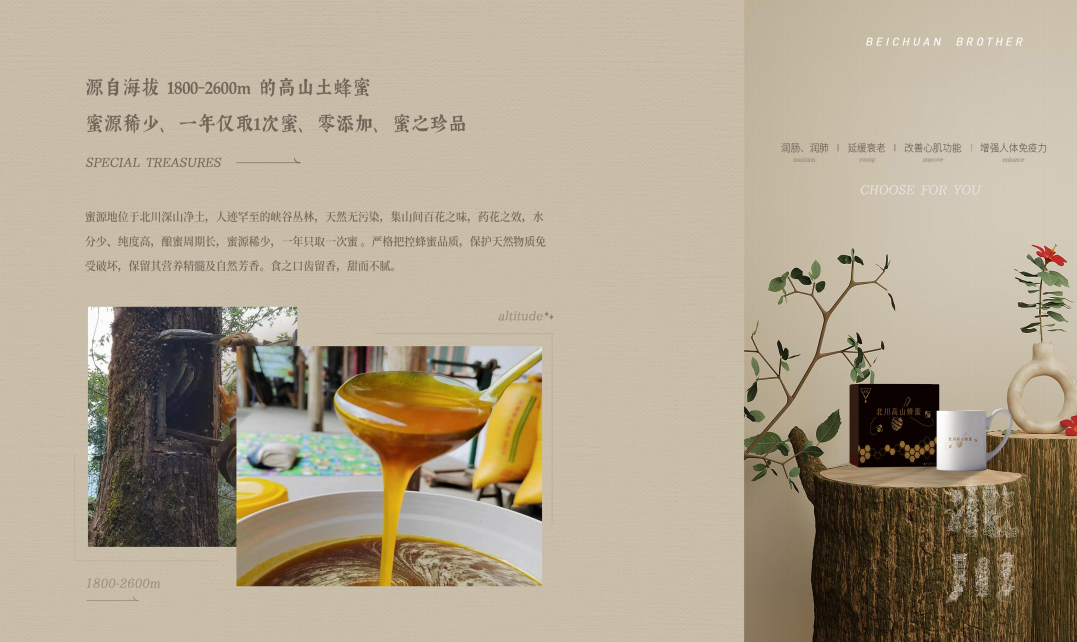 源自海拔 1800-2600m 的高山土蜂蜜
蜜源稀少、一年仅取1次蜜、零添加、蜜之珍品
SPECIAL TREASURES
蜜源地位于北川深山净土，人迹罕至的峡谷丛林，天然无污染，集山间百花之味，药花之效，水
分少、纯度高，酿蜜周期长，蜜源稀少，一年只取一次蜜。严格把控蜂蜜品质，保护天然物质免
受破坏，保留其营养精髓及自然芳香。食之口齿留香，甜而不腻。
altitude
1800-2600m
BEICHUAN BROTHER
润肠、润肺 | 延缓衰老 | 改善心肌功能 | 增强人体免疫力
maintain young improve enhance
CHOOSE FOR YOU
北川高山蜂蜜
北川高山蜂蜜
北川